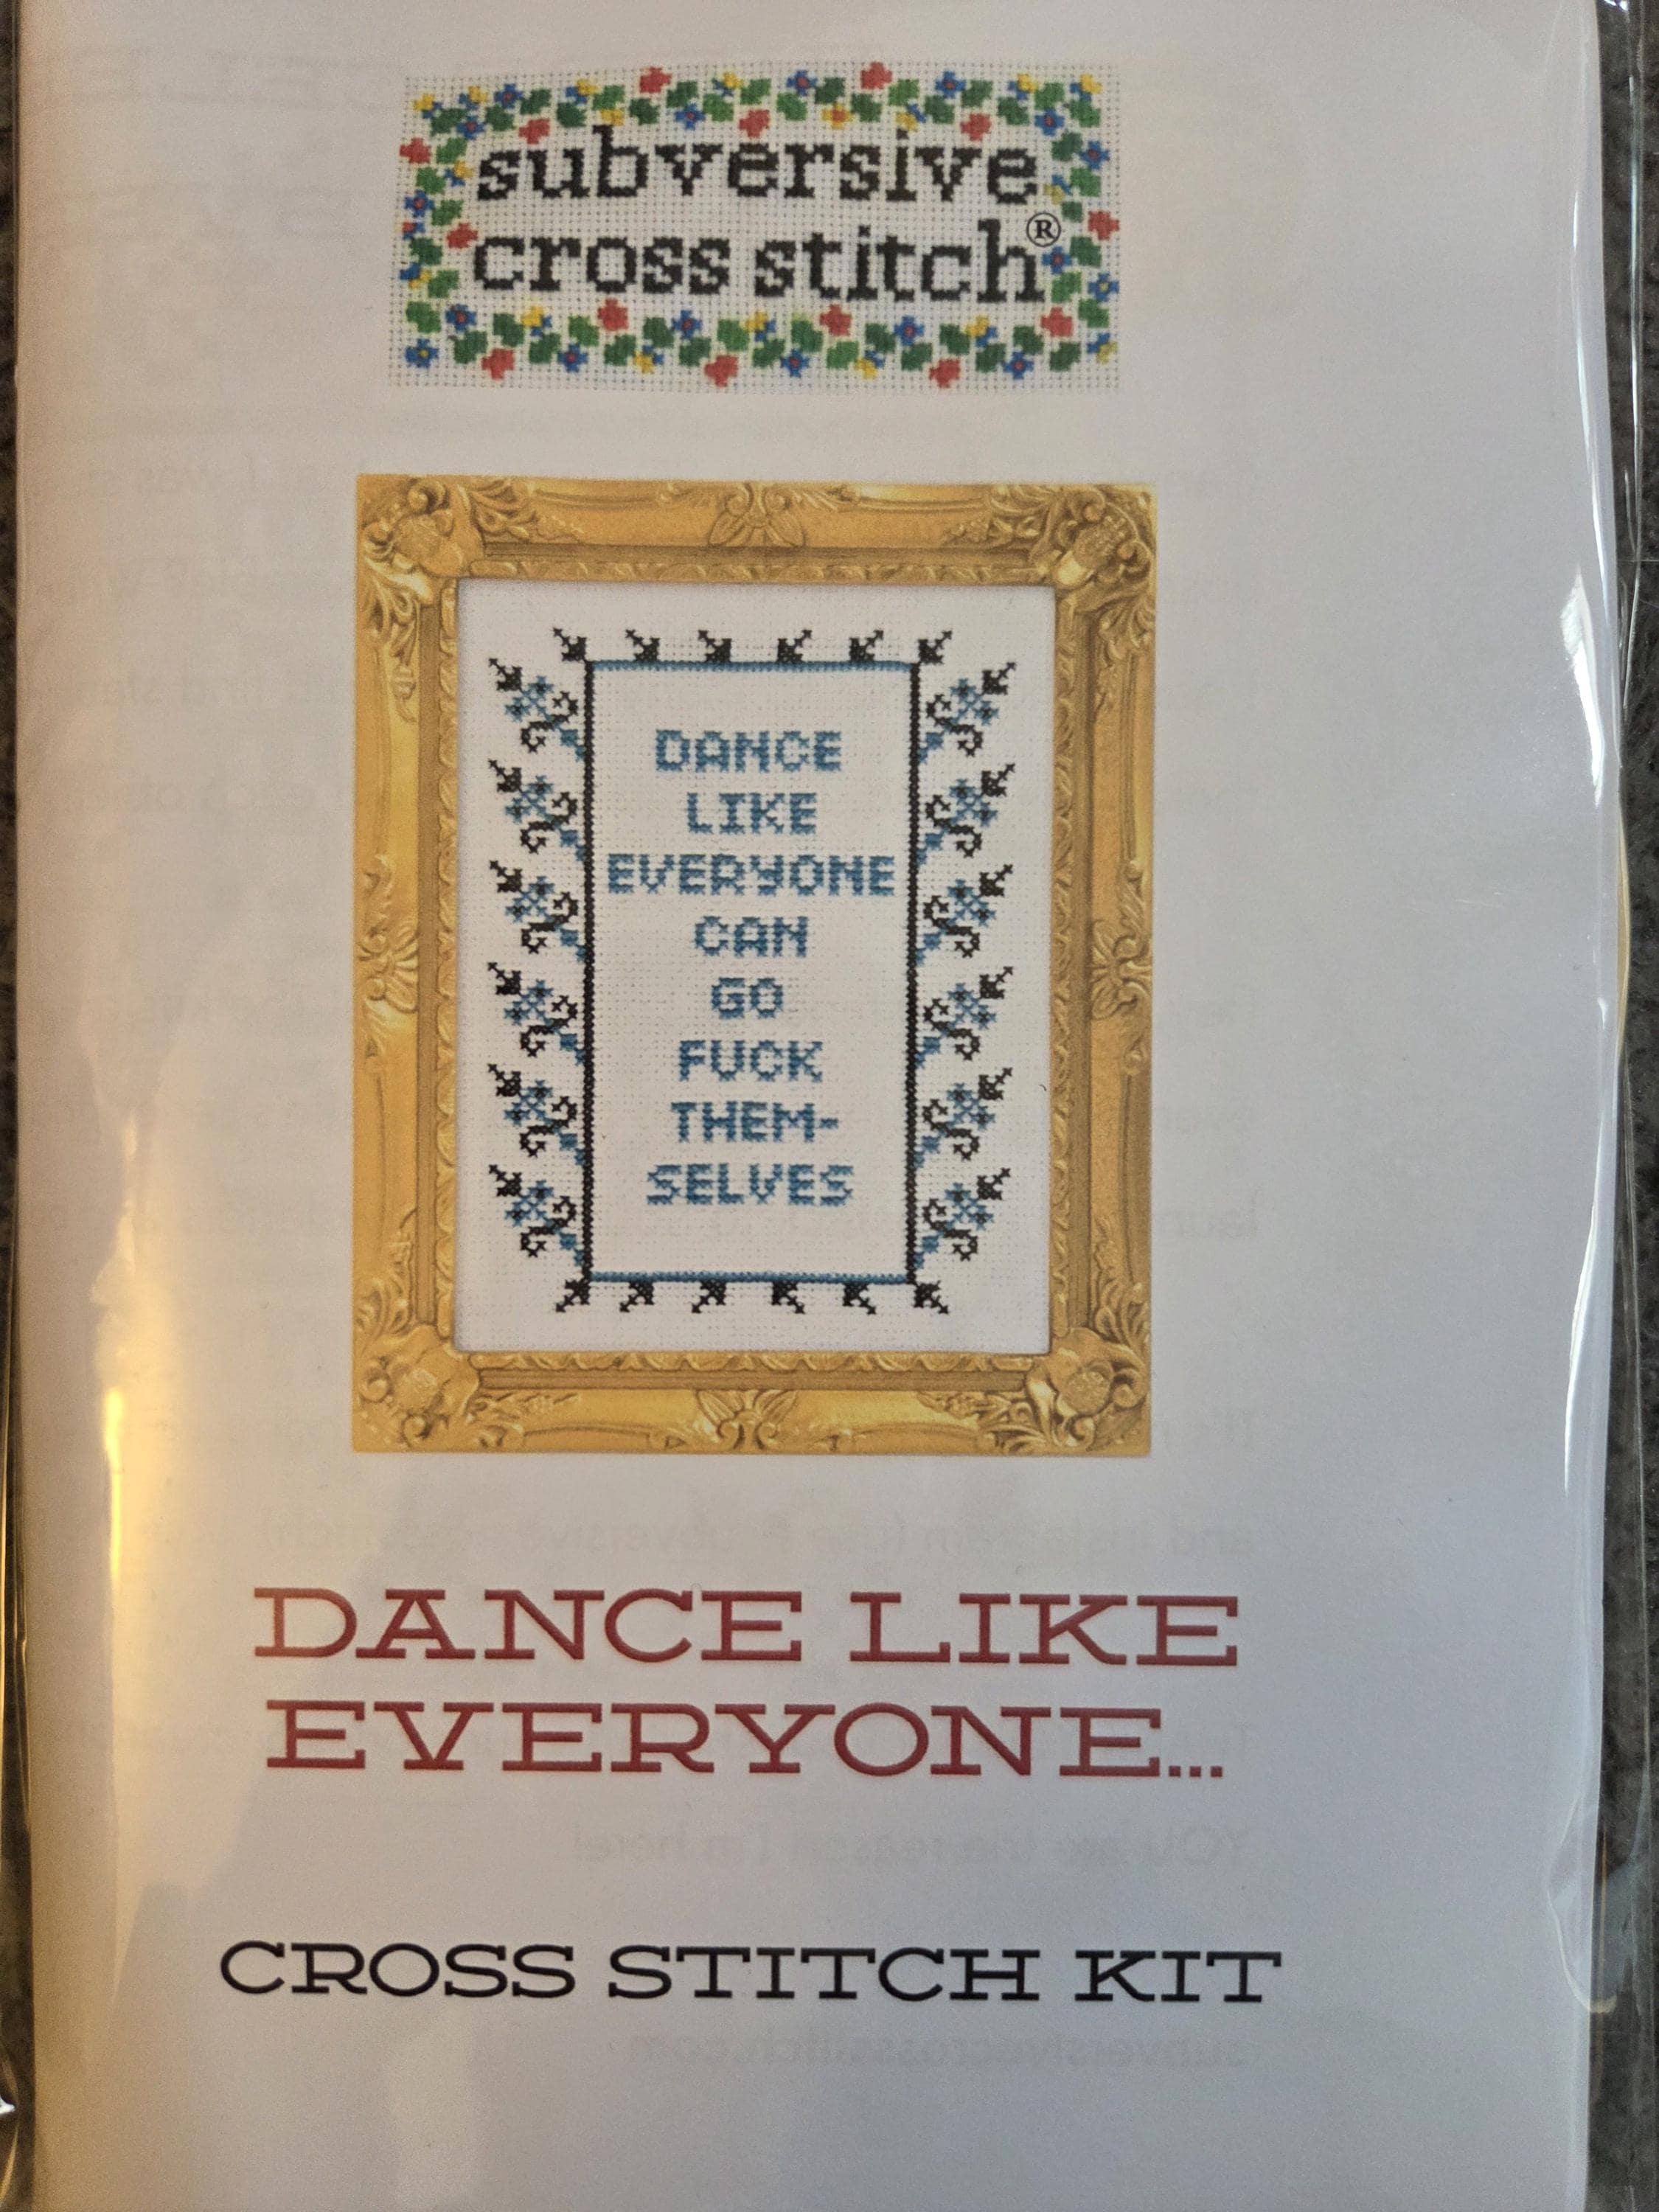 subversive
cross stitch®
DANCE
LIKE
EVERYONE
CAN
GO
FUCK
THEM-
SELVES
DANCE LIKE
EVERYONE...
CROSS STITCH KIT